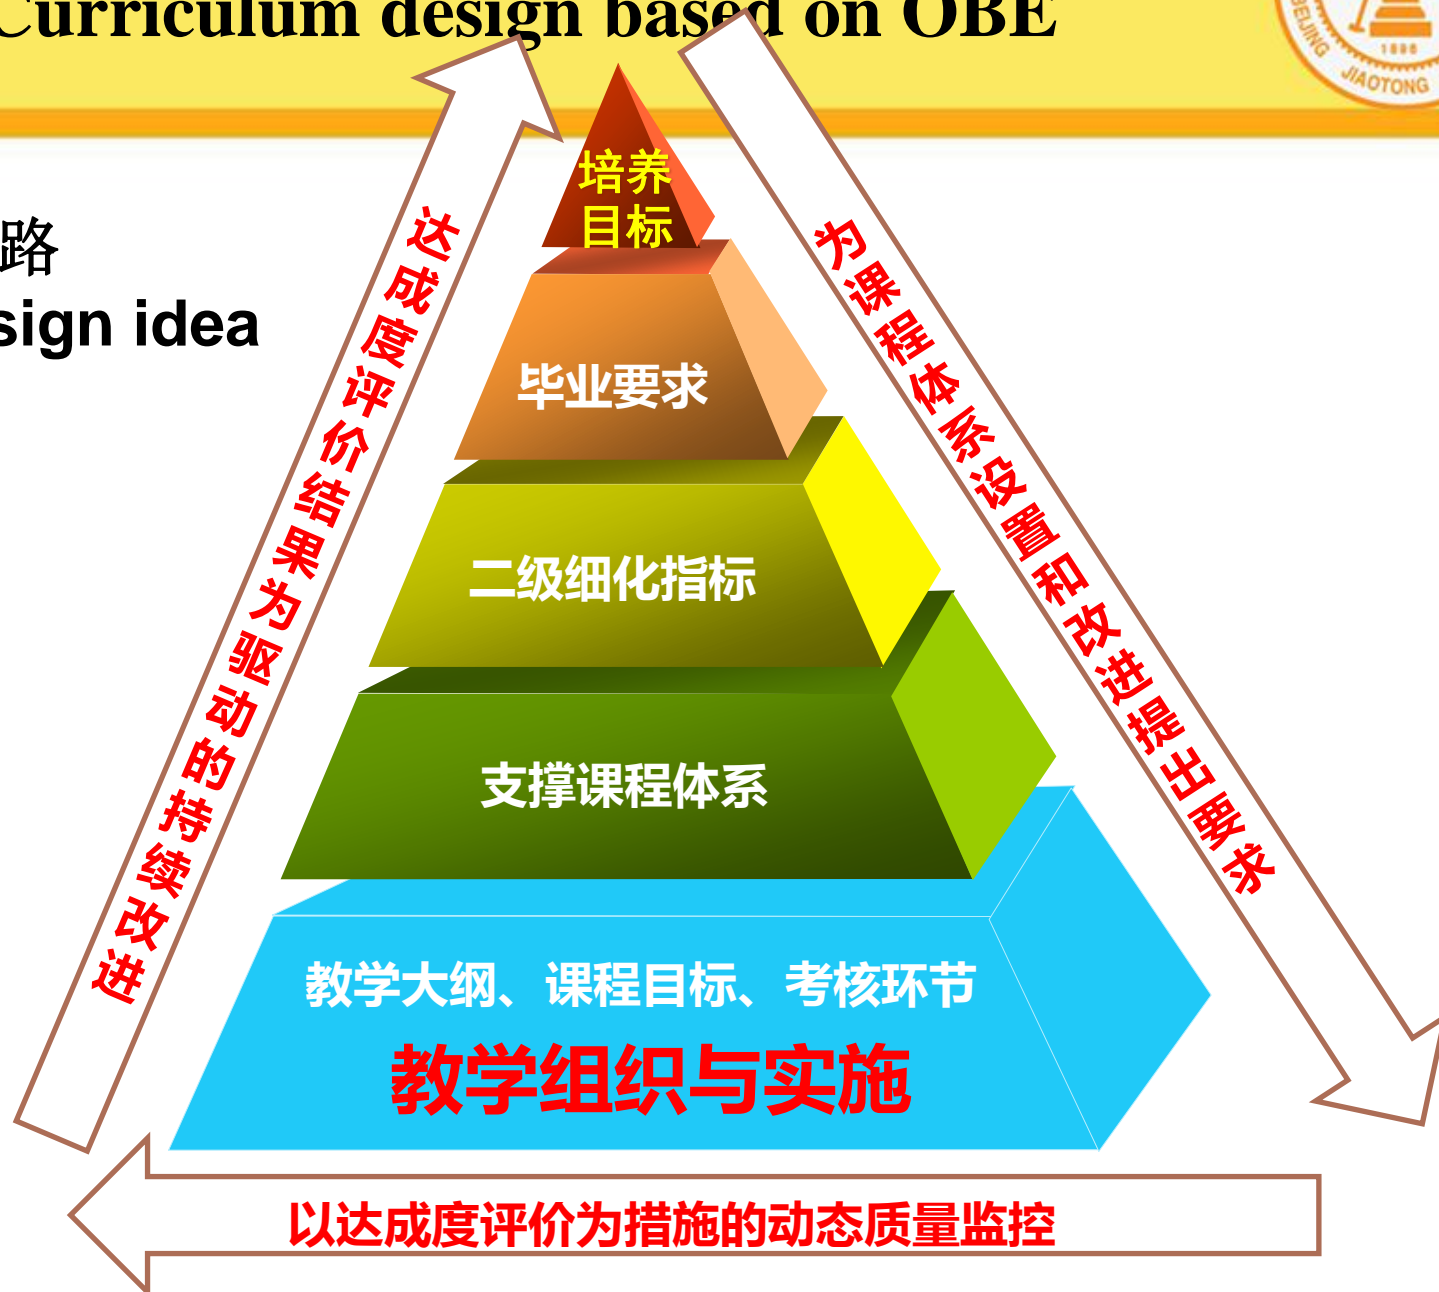 Curriculum design based on OBE
BEIJING JIAOTONG
1896
路
sign idea
培养
目标
毕业要求
二级细化指标
支撑课程体系
教学大纲、课程目标、考核环节
教学组织与实施
达成度评价结果为驱动的持续改进
为课程体系设置和改进提出要求
以达成度评价为措施的动态质量监控